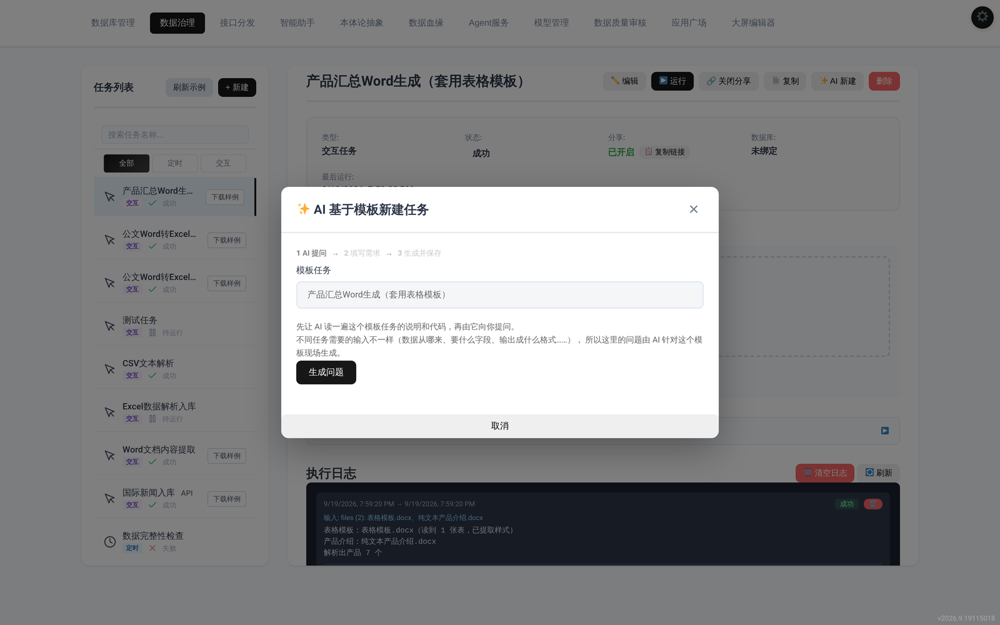 数据库管理
数据治理
接口分发
智能助手
本体论抽象
数据血缘
Agent服务
模型管理
数据质量审核
应用广场
大屏编辑器
任务列表
刷新示例
+ 新建
搜索任务名称...
全部
定时
交互
产品汇总Word生...
交互 成功
下载样例
公文Word转Excel...
交互 成功
下载样例
公文Word转Excel...
交互 成功
下载样例
测试任务
交互 待运行
CSV文本解析
交互 成功
Excel数据解析入库
交互 待运行
Word文档内容提取
交互 成功
下载样例
国际新闻入库 API
交互 成功
下载样例
数据完整性检查
定时 失败
产品汇总Word生成（套用表格模板）
编辑
运行
关闭分享
复制
AI 新建
删除
类型:
交互任务
状态:
成功
分享:
已开启
复制链接
数据库:
未绑定
最后运行:
AI 基于模板新建任务
1 AI 提问 → 2 填写需求 → 3 生成并保存
模板任务
产品汇总Word生成（套用表格模板）
先让 AI 读一遍这个模板任务的说明和代码，再由它向你提问。
不同任务需要的输入不一样（数据从哪来、要什么字段、输出成什么格式……），所以这里的问题由 AI 针对这个模
板现场生成。
生成问题
取消
执行日志
清空日志
刷新
9/19/2026, 7:59:20 PM → 9/19/2026, 7:59:20 PM
成功
输入: files (2): 表格模板.docx、纯文本产品介绍.docx
表格模板：表格模板.docx（读到 1 张表，已提取样式）
产品介绍：纯文本产品介绍.docx
解析出产品 7 个
v2026.9.19115018